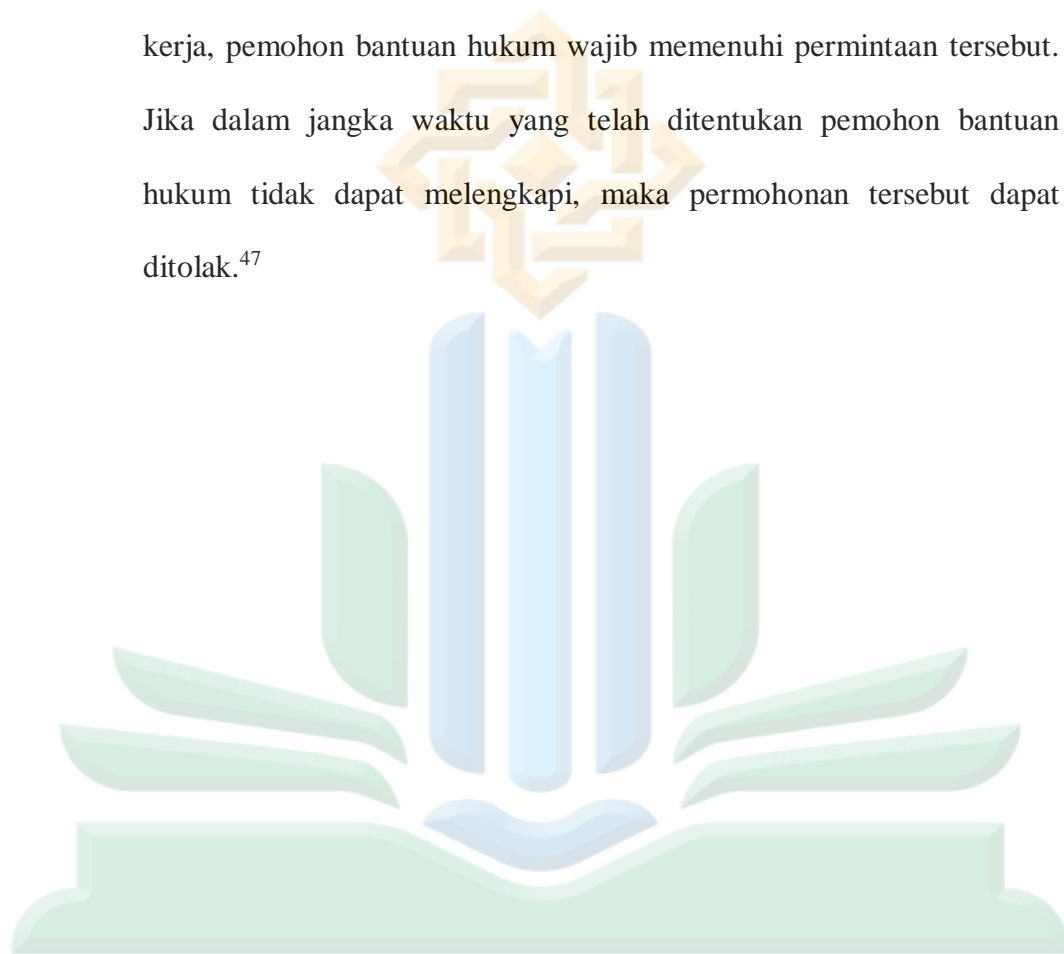 kerja, pemohon bantuan hukum wajib memenuhi permintaan tersebut.
Jika dalam jangka waktu yang telah ditentukan pemohon bantuan
hukum tidak dapat melengkapi, maka permohonan tersebut dapat
ditolak.47